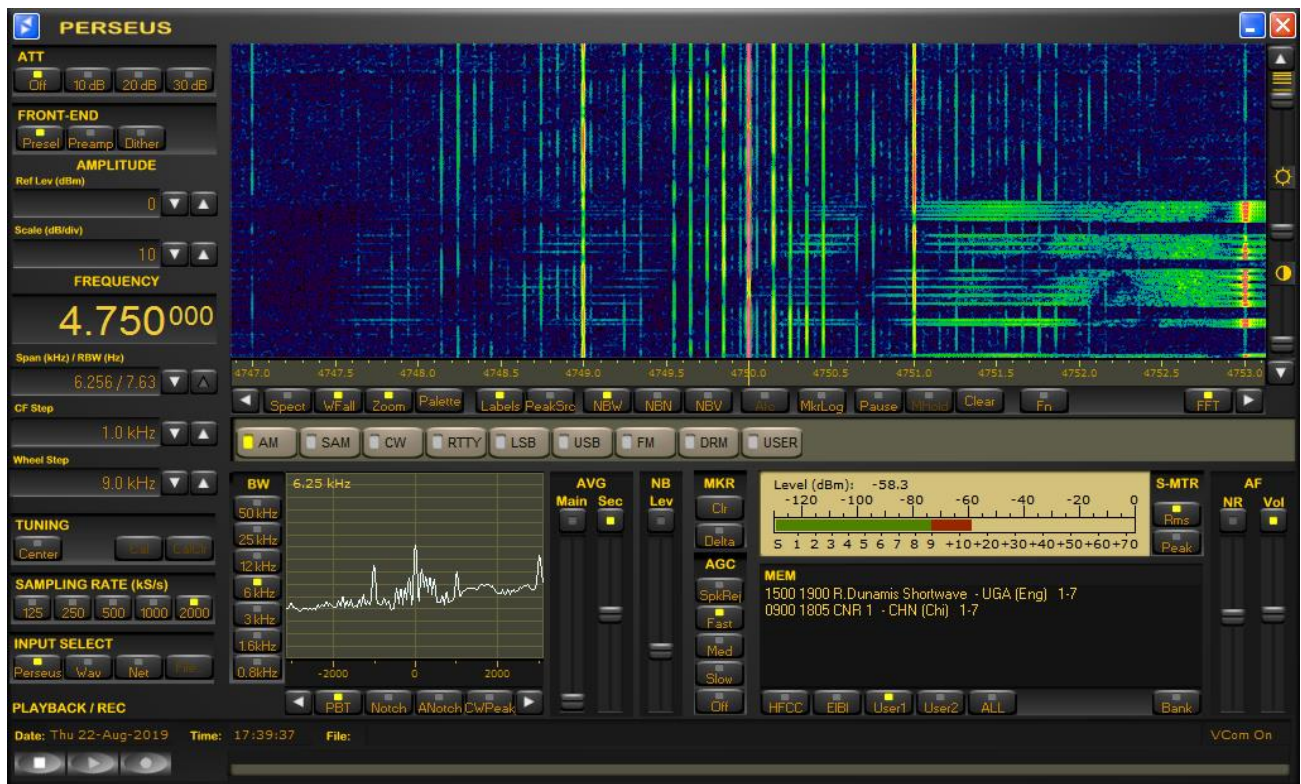 PERSEUS
ATT
Off 10 dB 20 dB 30 dB
FRONT-END
Presel Preamp Dither
AMPLITUDE
Ref Lev (dBm)
0
Scale (dB/div)
10
FREQUENCY
4.750000
Span (kHz) / RBW (Hz)
6.256 / 7.63
CF Step
1.0 kHz
Wheel Step
9.0 kHz
TUNING
Center Cal CalClr
SAMPLING RATE (kS/s)
125 250 500 1000 2000
INPUT SELECT
Perseus Wav Net
PLAYBACK / REC
4747.0 4747.5 4748.0 4748.5 4749.0 4749.5 4750.0 4750.5 4751.0 4751.5 4752.0 4752.5 4753.0
Spect WFall Zoom Palette Labels PeakSrc NBW NBN NBV MkrLog Pause MHold Clear Fn FFT
AM SAM CW RTTY LSB USB FM DRM USER
BW
50 kHz
25 kHz
12 kHz
6 kHz
3 kHz
1.6kHz
0.8kHz
6.25 kHz
-2000 0 2000
PBT Notch ANotch CWPeak
AVG
Main Sec
NB
Lev
MKR
Clr
Delta
AGC
SpkRej
Fast
Med
Slow
Off
Level (dBm): -58.3
-120 -100 -80 -60 -40 -20 0
S 1 2 3 4 5 6 7 8 9 +10+20+30+40+50+60+70
S-MTR
Rms
Peak
AF
NR Vol
MEM
1500 1900 R.Dunamis Shortwave - UGA (Eng) 1-7
0900 1805 CNR 1 - CHN (Chi) 1-7
HFCC EIBI User1 User2 ALL Bank
Date: Thu 22-Aug-2019 Time: 17:39:37 File:
VCom On